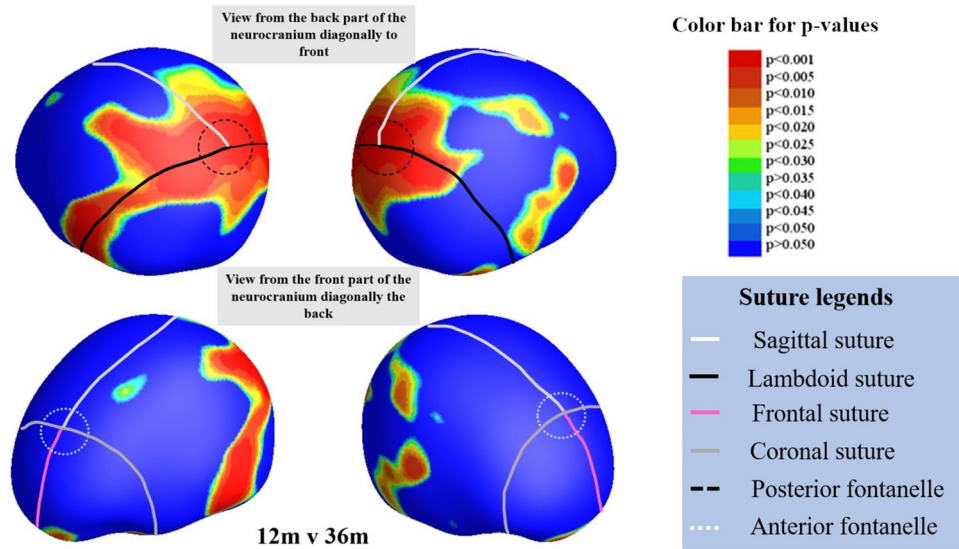 View from the back part of the
neurocranium diagonally to
front
Color bar for p-values
p<0.001
p<0.005
p<0.010
p<0.015
p<0.020
p<0.025
p<0.030
p>0.035
p<0.040
p<0.045
p<0.050
p>0.050
View from the front part of the
neurocranium diagonally the
back
Suture legends
Sagittal suture
Lambdoid suture
Frontal suture
Coronal suture
Posterior fontanelle
Anterior fontanelle
12m v 36m